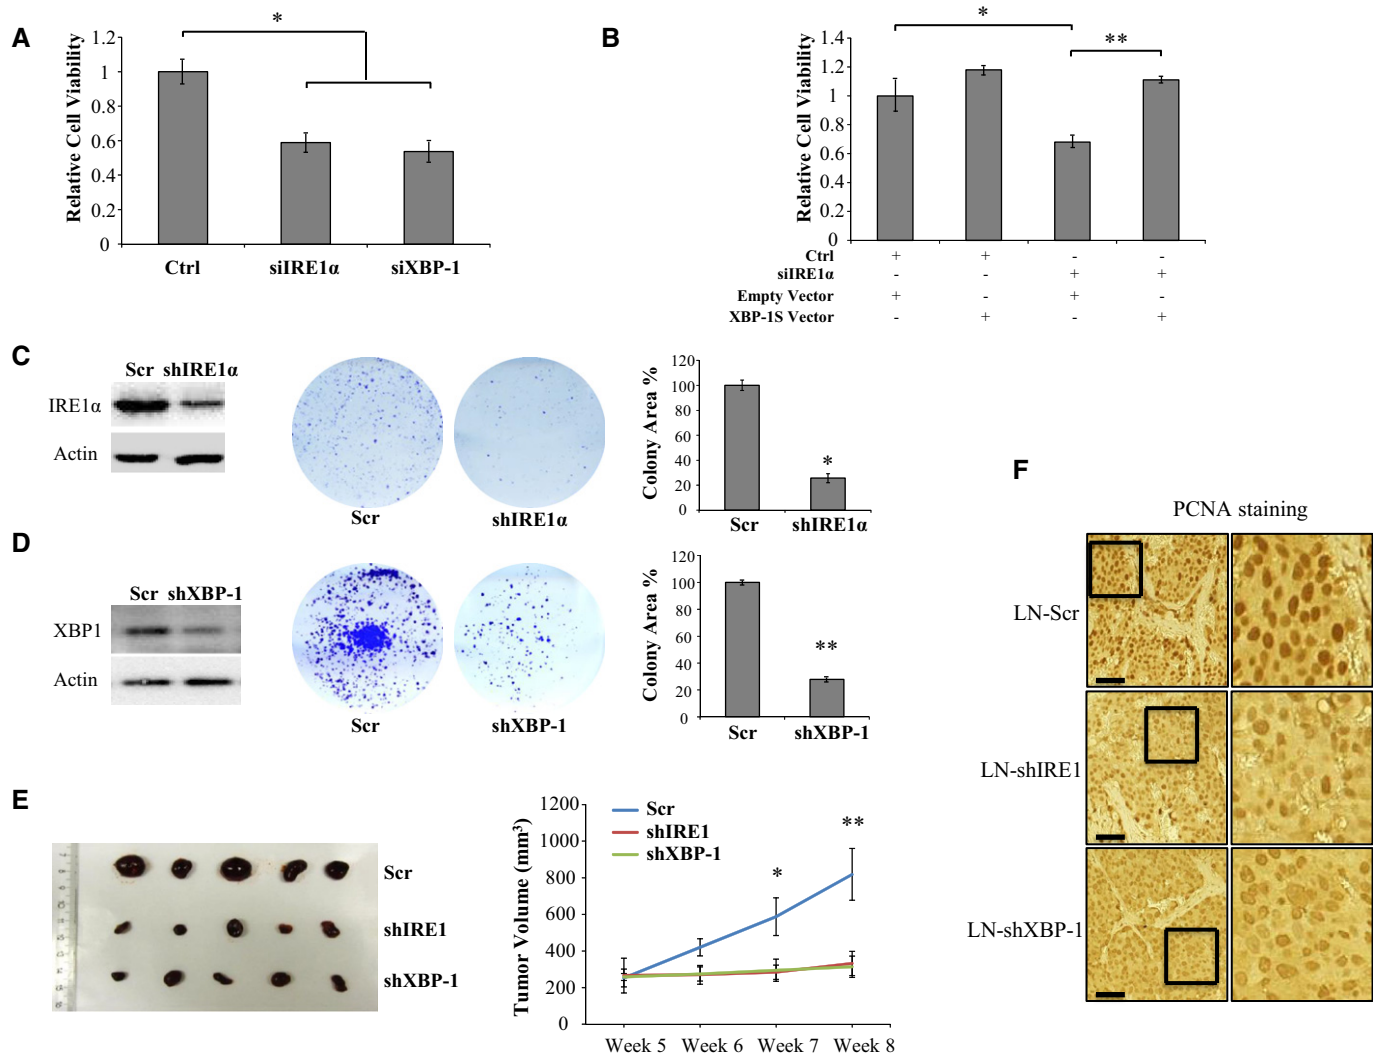 A
Relative Cell Viability
1.2
1
0.8
0.6
0.4
0.2
0
*
Ctrl
siIRE1α
siXBP-1
B
Relative Cell Viability
1.4
1.2
1
0.8
0.6
0.4
0.2
0
*
**
Ctrl + + - -
siIRE1α - - + +
Empty Vector + - + -
XBP-1S Vector - + - +
C
Scr shIRE1α
IRE1α
Actin
Scr
shIRE1α
Colony Area %
120
100
80
60
40
20
0
*
Scr
shIRE1α
D
Scr shXBP-1
XBP1
Actin
Scr
shXBP-1
Colony Area %
120
100
80
60
40
20
0
**
Scr
shXBP-1
E
Scr
shIRE1
shXBP-1
Tumor Volume (mm³)
1200
1000
800
600
400
200
0
Scr
shIRE1
shXBP-1
*
**
Week 5
Week 6
Week 7
Week 8
F
PCNA staining
LN-Scr
LN-shIRE1
LN-shXBP-1